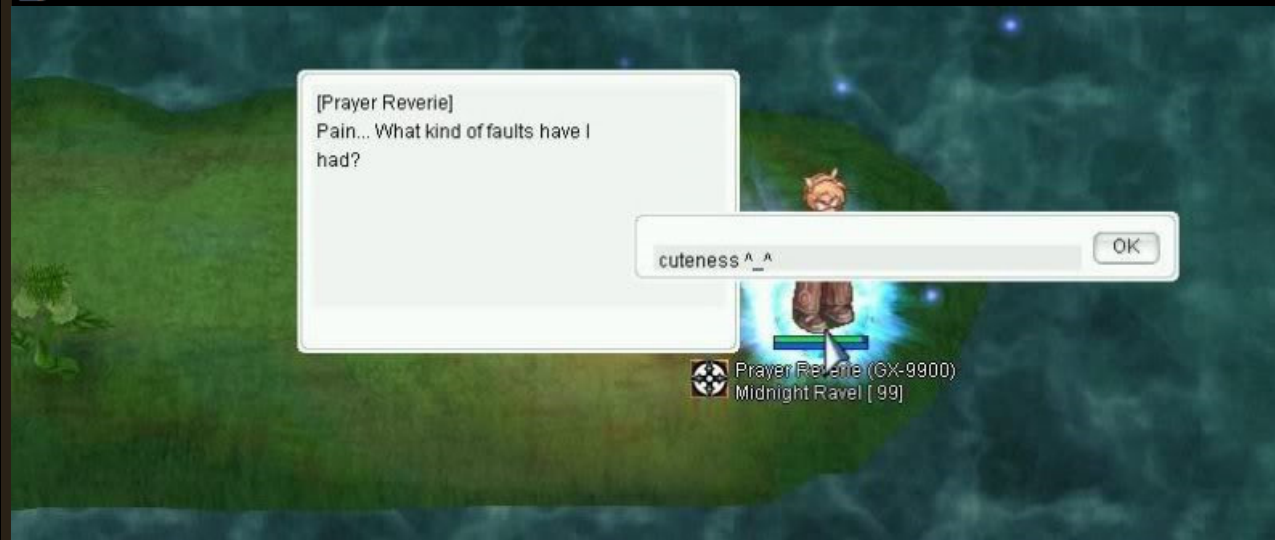 [Prayer Reverie]
Pain... What kind of faults have I
had?
cuteness ^_^
OK
Prayer Reverie (GX-9900)
Midnight Ravel [ 99]